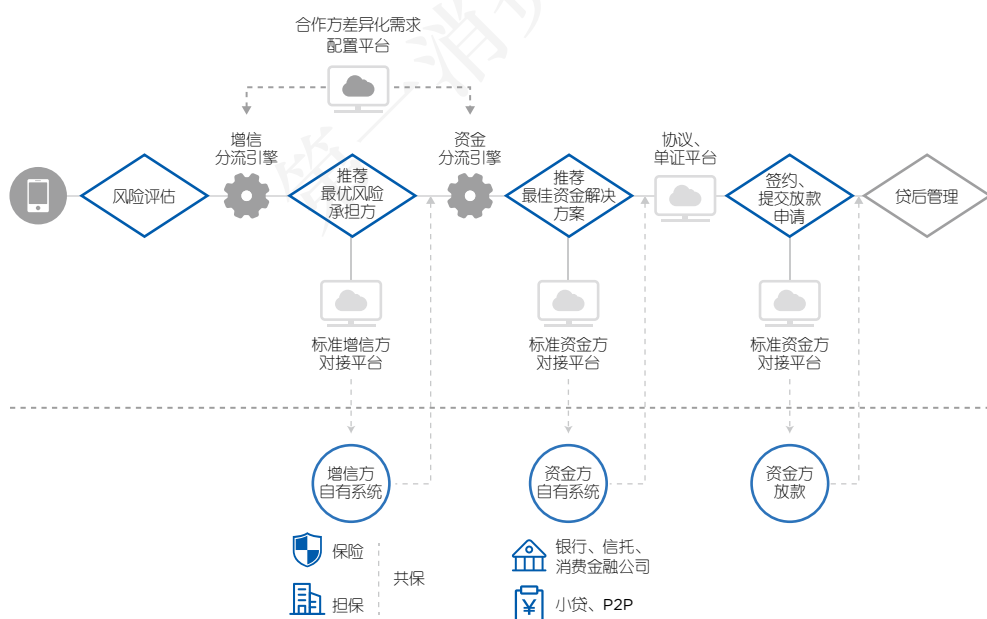 合作方差异化需求
配置平台
增信
分流引擎
资金
分流引擎
协议、
单证平台
风险评估
推荐
最优风险
承担方
推荐
最佳资金解决
方案
签约、
提交放款
申请
贷后管理
标准增信方
对接平台
标准资金方
对接平台
标准资金方
对接平台
增信方
自有系统
资金方
自有系统
资金方
放款
保险
担保
共保
银行、信托、
消费金融公司
小贷、P2P